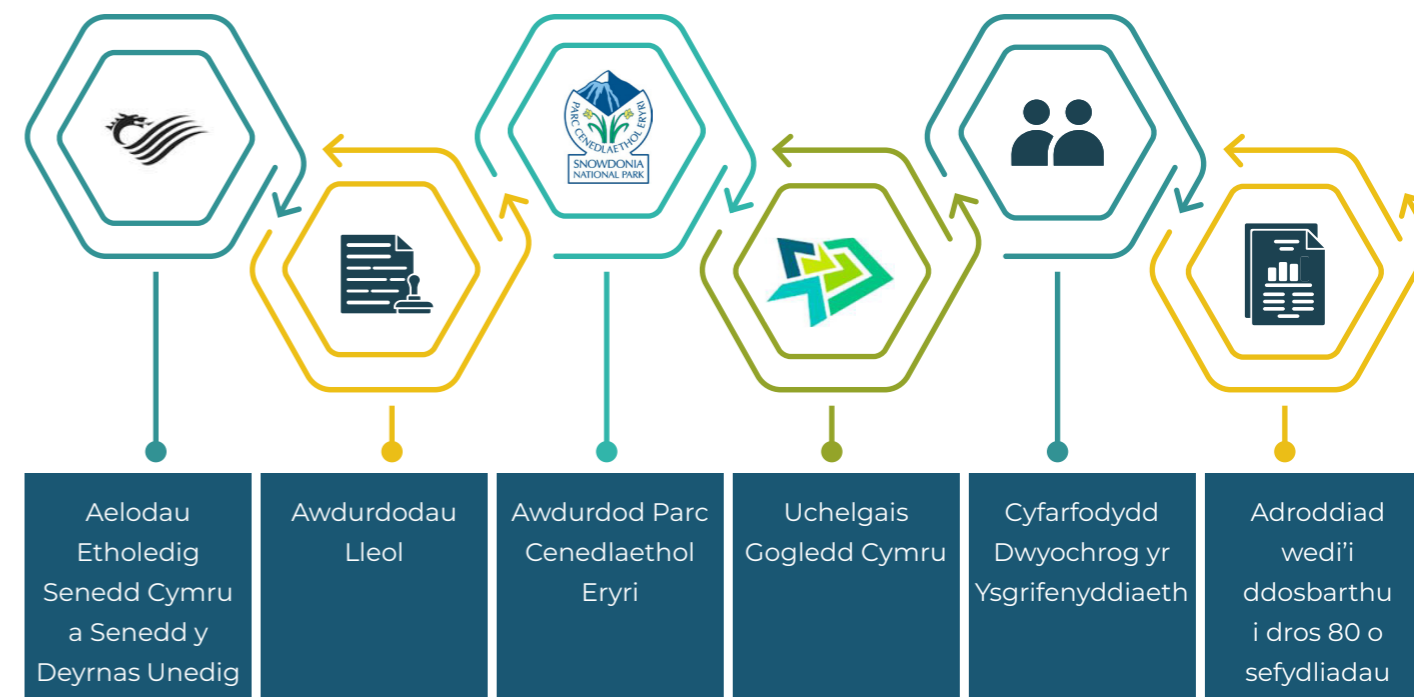 PARC CENEDLAETHOL ERYRI
SNOWDONIA
NATIONAL PARK
Aelodau
Etholedig
Senedd Cymru
a Senedd y
Deyrnas Unedig
Awdurdodau
Lleol
Awdurdod Parc
Cenedlaethol
Eryri
Uchelgais
Gogledd Cymru
Cyfarfodydd
Dwyochrog yr
Ysgrifenyddiaeth
Adroddiad
wedi’i
ddosbarthu
i dros 80 o
sefydliadau